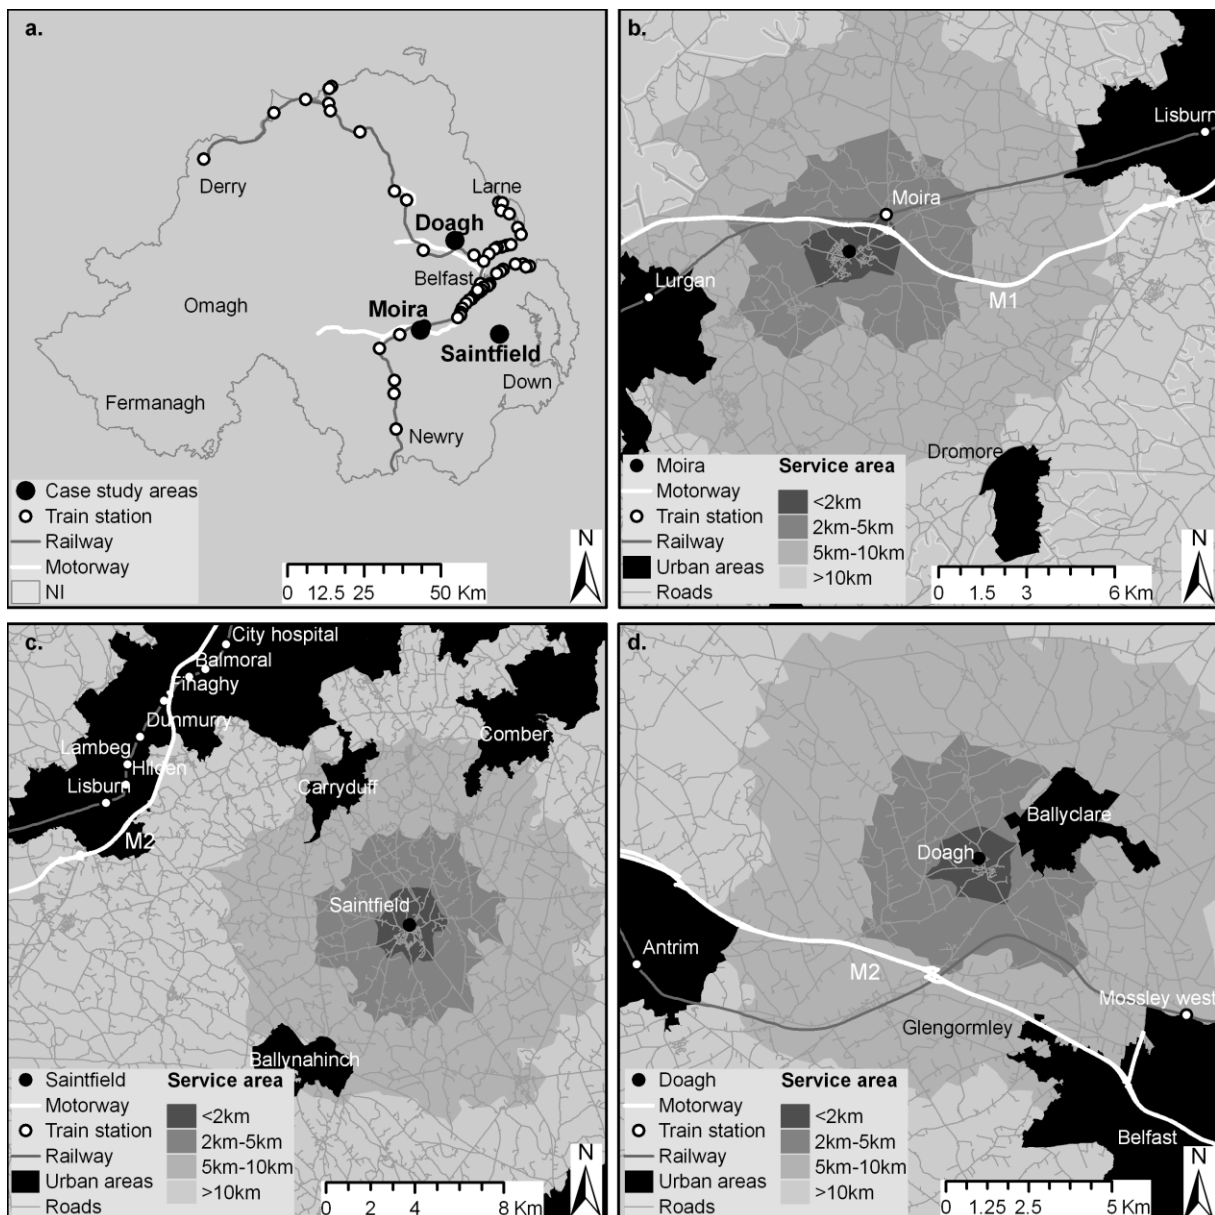 a.
Derry
Larne
Doagh
Belfast
Omagh
Moira
Saintfield
Down
Fermanagh
Newry
Case study areas
Train station
Railway
Motorway
NI
0 12.5 25 50 Km
N
b.
Lisburn
Moira
Lurgan
M1
Dromore
Moira
Motorway
Train station
Railway
Urban areas
Roads
Service area
<2km
2km-5km
5km-10km
>10km
0 1.5 3 6 Km
N
c.
City hospital
Balmoral
Finaghy
Dunmurry
Lambeg
Hilden
Lisburn
M2
Comber
Carryduff
Saintfield
Ballynahinch
Saintfield
Motorway
Train station
Railway
Urban areas
Roads
Service area
<2km
2km-5km
5km-10km
>10km
0 2 4 8 Km
N
d.
Ballyclare
Doagh
Antrim
M2
Mossley west
Glengormley
Belfast
Doagh
Motorway
Train station
Railway
Urban areas
Roads
Service area
<2km
2km-5km
5km-10km
>10km
0 1.25 2.5 5 Km
N